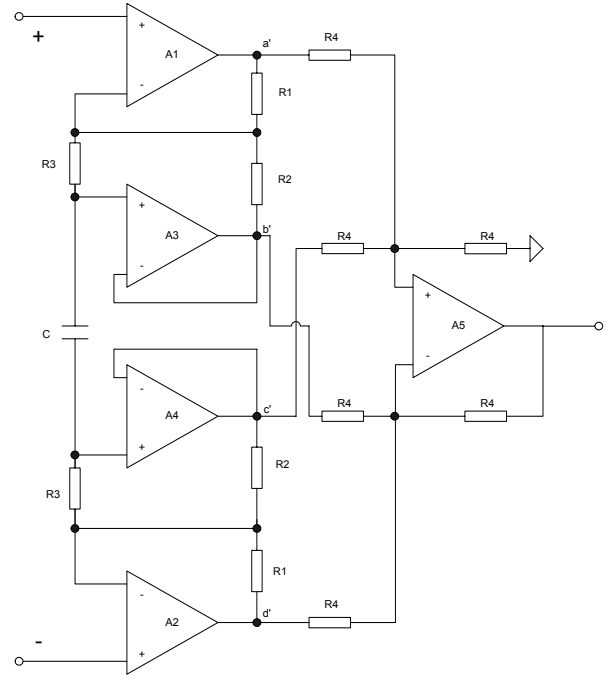 +
+
A1
-
a'
R4
R1
R3
R2
+
A3
-
b'
R4
R4
+
A5
-
C
-
A4
+
c'
R4
R4
R2
R3
R1
-
A2
+
d'
R4
-